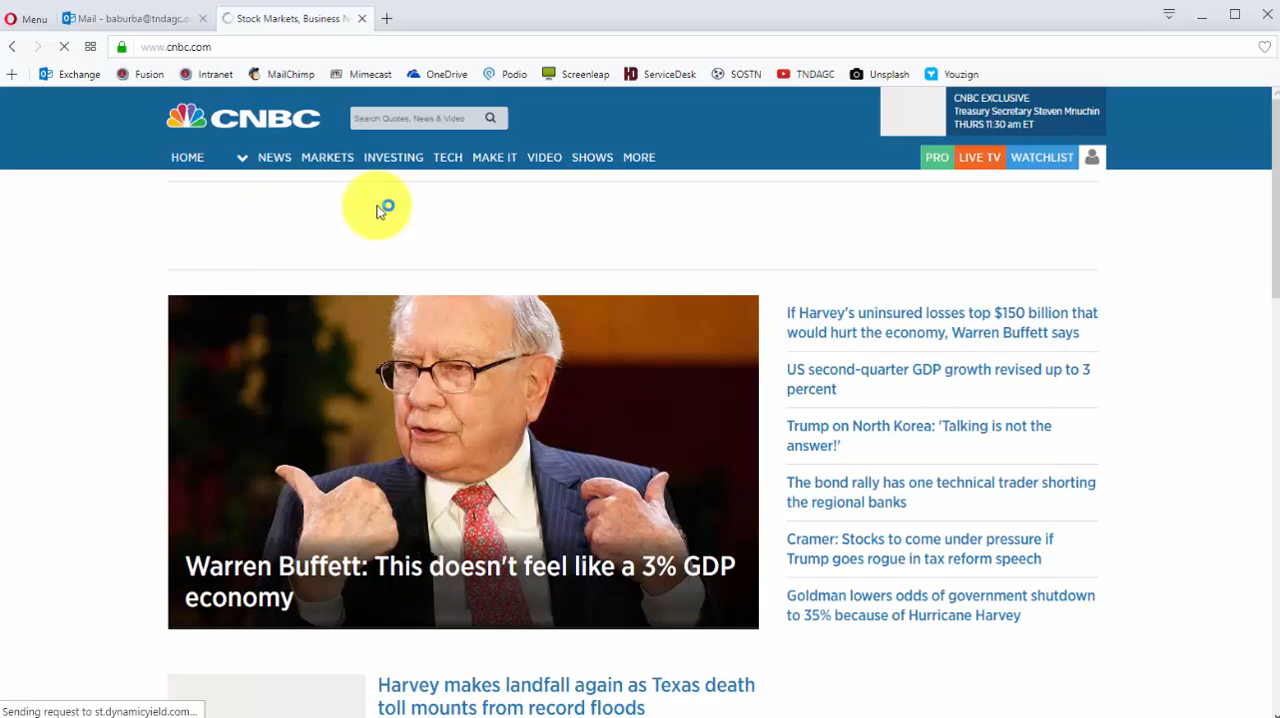 Menu
Mail - baburba@tndagc.o
Stock Markets, Business N
www.cnbc.com
Exchange
Fusion
Intranet
MailChimp
Mimecast
OneDrive
Podio
Screenleap
ServiceDesk
SOSTN
TNDAGC
Unsplash
Youzign
CNBC
Search Quotes, News & Video
CNBC EXCLUSIVE
Treasury Secretary Steven Mnuchin
THURS 11:30 am ET
HOME
NEWS
MARKETS
INVESTING
TECH
MAKE IT
VIDEO
SHOWS
MORE
PRO
LIVE TV
WATCHLIST
Warren Buffett: This doesn't feel like a 3% GDP
economy
If Harvey's uninsured losses top $150 billion that
would hurt the economy, Warren Buffett says
US second-quarter GDP growth revised up to 3
percent
Trump on North Korea: 'Talking is not the
answer!'
The bond rally has one technical trader shorting
the regional banks
Cramer: Stocks to come under pressure if
Trump goes rogue in tax reform speech
Goldman lowers odds of government shutdown
to 35% because of Hurricane Harvey
Harvey makes landfall again as Texas death
toll mounts from record floods
Sending request to st.dynamicyield.com...